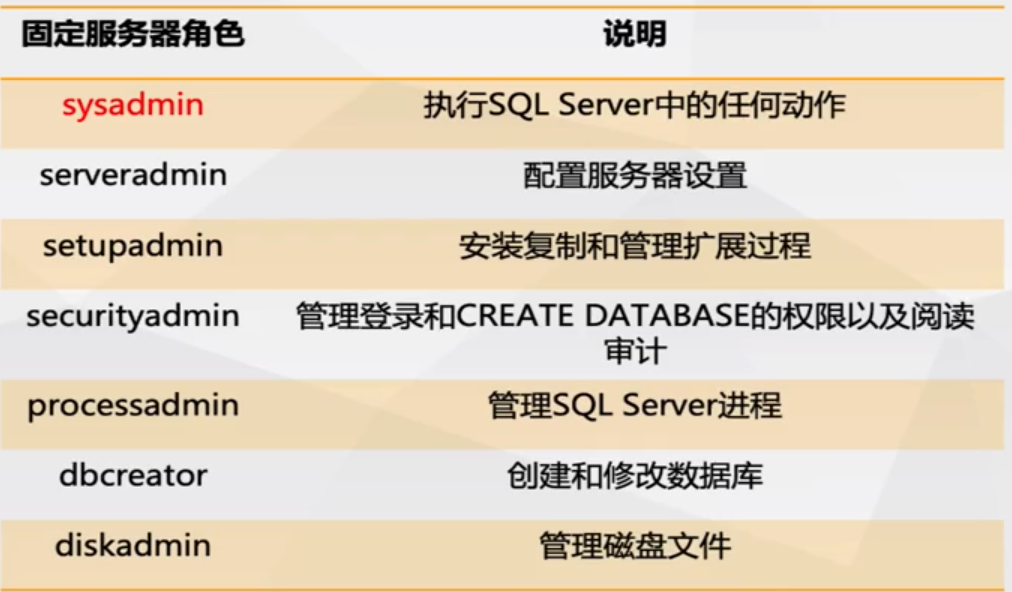 固定服务器角色 说明
sysadmin 执行SQL Server中的任何动作
serveradmin 配置服务器设置
setupadmin 安装复制和管理扩展过程
securityadmin 管理登录和CREATE DATABASE的权限以及阅读
审计
processadmin 管理SQL Server进程
dbcreator 创建和修改数据库
diskadmin 管理磁盘文件